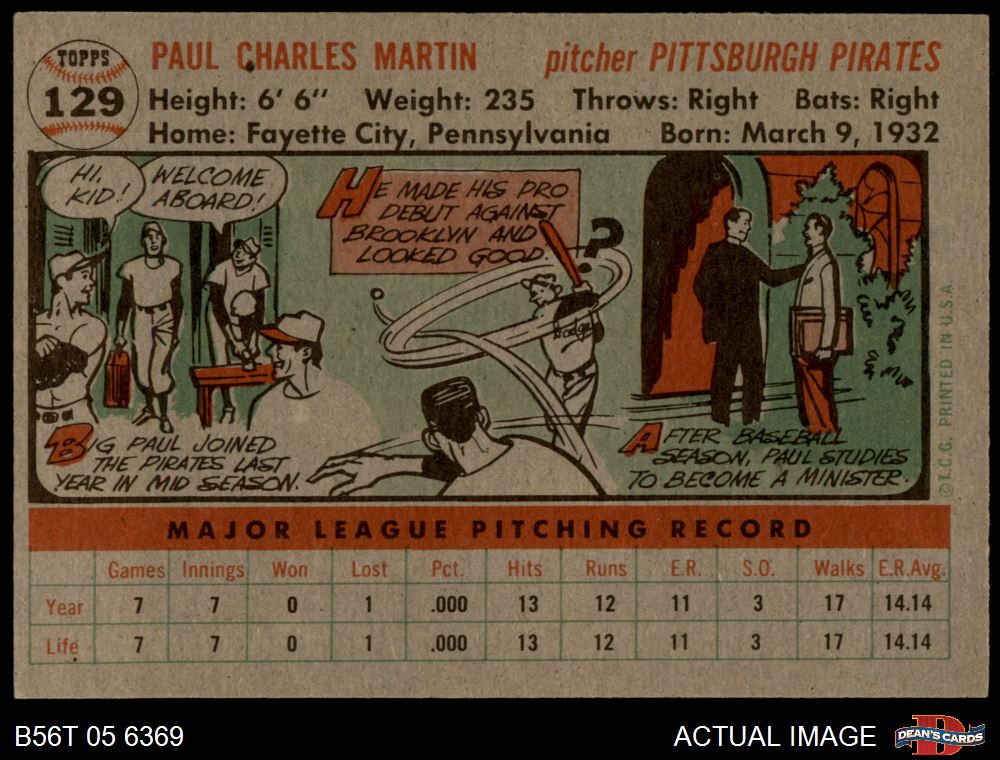 TOPPS
129
PAUL CHARLES MARTIN pitcher PITTSBURGH PIRATES
Height: 6' 6" Weight: 235 Throws: Right Bats: Right
Home: Fayette City, Pennsylvania Born: March 9, 1932
HI,
KID!
WELCOME
ABOARD!
BIG PAUL JOINED
THE PIRATES LAST
YEAR IN MID SEASON.
HE MADE HIS PRO
DEBUT AGAINST
BROOKLYN AND
LOOKED GOOD.
?
Dodge
AFTER BASEBALL
SEASON, PAUL STUDIES
TO BECOME A MINISTER.
©T.C.G. PRINTED IN U.S.A.
MAJOR LEAGUE PITCHING RECORD
Games Innings Won Lost Pct. Hits Runs E.R. S.O. Walks E.R.Avg.
Year 7 7 0 1 .000 13 12 11 3 17 14.14
Life 7 7 0 1 .000 13 12 11 3 17 14.14
B56T 05 6369 ACTUAL IMAGE
D
DEAN'S CARDS